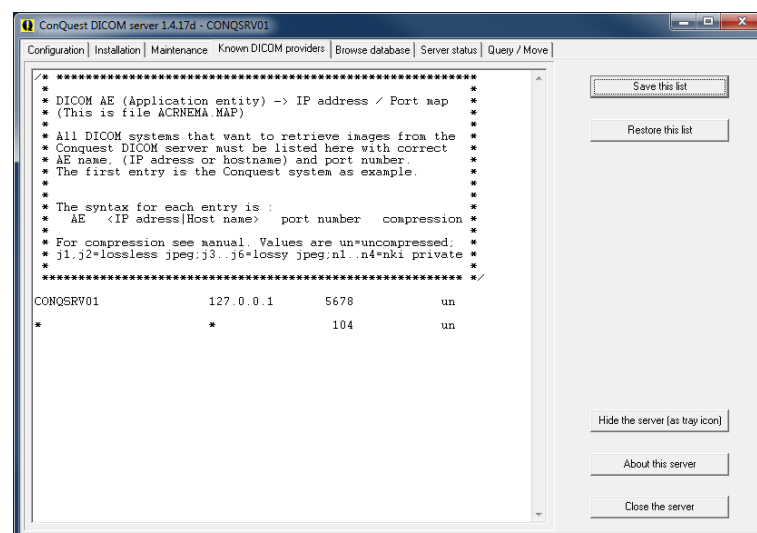 ConQuest DICOM server 1.4.17d - CONQSRV01
Configuration Installation Maintenance Known DICOM providers Browse database Server status Query / Move
/* ********************************************************** 
* *
* DICOM AE (Application entity) -> IP address / Port map *
* (This is file ACRNEMA.MAP) *
* *
* All DICOM systems that want to retrieve images from the *
* Conquest DICOM server must be listed here with correct *
* AE name, (IP adress or hostname) and port number. *
* The first entry is the Conquest system as example. *
* *
* *
* The syntax for each entry is : *
* AE <IP adress|Host name> port number compression *
* *
* For compression see manual. Values are un=uncompressed; *
* j1,j2=lossless jpeg;j3..j6=lossy jpeg;n1..n4=nki private *
* *
********************************************************** */
CONQSRV01 127.0.0.1 5678 un
* * 104 un
Save this list
Restore this list
Hide the server (as tray icon)
About this server
Close the server